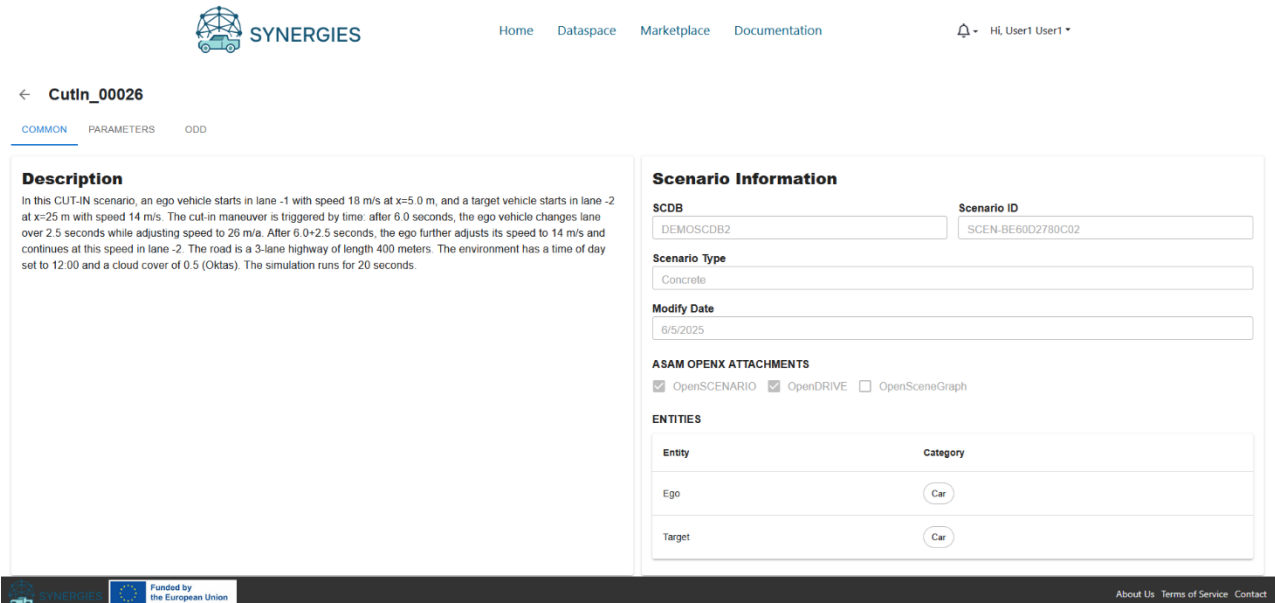 SYNERGIES
Home Dataspace Marketplace Documentation
Hi, User1 User1
CutIn_00026
COMMON PARAMETERS ODD
Description
In this CUT-IN scenario, an ego vehicle starts in lane -1 with speed 18 m/s at x=5.0 m, and a target vehicle starts in lane -2
at x=25 m with speed 14 m/s. The cut-in maneuver is triggered by time: after 6.0 seconds, the ego vehicle changes lane
over 2.5 seconds while adjusting speed to 26 m/a. After 6.0+2.5 seconds, the ego further adjusts its speed to 14 m/s and
continues at this speed in lane -2. The road is a 3-lane highway of length 400 meters. The environment has a time of day
set to 12:00 and a cloud cover of 0.5 (Oktas). The simulation runs for 20 seconds.
Scenario Information
SCDB Scenario ID
DEMOSCDB2 SCEN-BE60D2780C02
Scenario Type
Concrete
Modify Date
6/5/2025
ASAM OPENX ATTACHMENTS
OpenSCENARIO OpenDRIVE OpenSceneGraph
ENTITIES
Entity Category
Ego Car
Target Car
SYNERGIES
Funded by
the European Union
About Us Terms of Service Contact